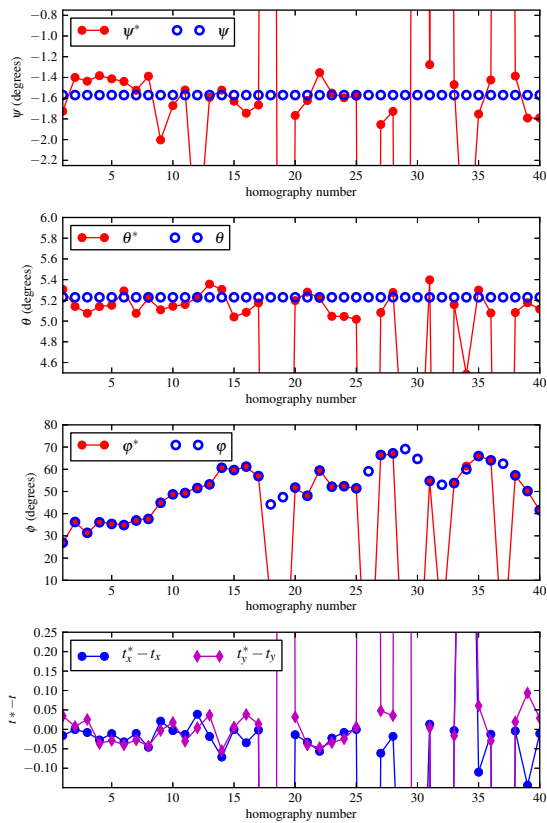 −0.8
−1.0
−1.2
−1.4
−1.6
−1.8
−2.0
−2.2
ψ (degrees)
ψ* ψ
5 10 15 20 25 30 35 40
homography number
6.0
5.8
5.6
5.4
5.2
5.0
4.8
4.6
θ (degrees)
θ* θ
5 10 15 20 25 30 35 40
homography number
80
70
60
50
40
30
20
10
ϕ (degrees)
φ* φ
5 10 15 20 25 30 35 40
homography number
0.25
0.20
0.15
0.10
0.05
0.00
−0.05
−0.10
t∗−t
t*x − tx t*y − ty
5 10 15 20 25 30 35 40
homography number